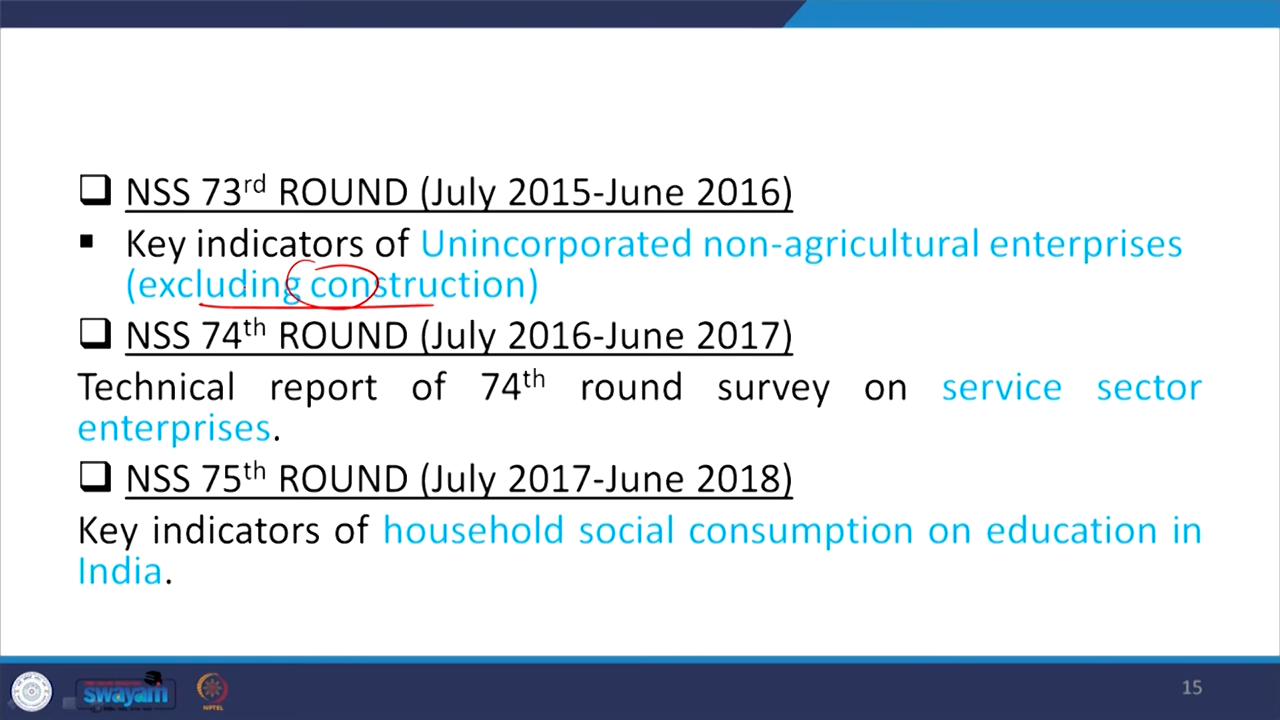 ❑ NSS 73rd ROUND (July 2015-June 2016)
▪ Key indicators of Unincorporated non-agricultural enterprises
(excluding construction)
❑ NSS 74th ROUND (July 2016-June 2017)
Technical report of 74th round survey on service sector
enterprises.
❑ NSS 75th ROUND (July 2017-June 2018)
Key indicators of household social consumption on education in
India.
swayam
NPTEL
15